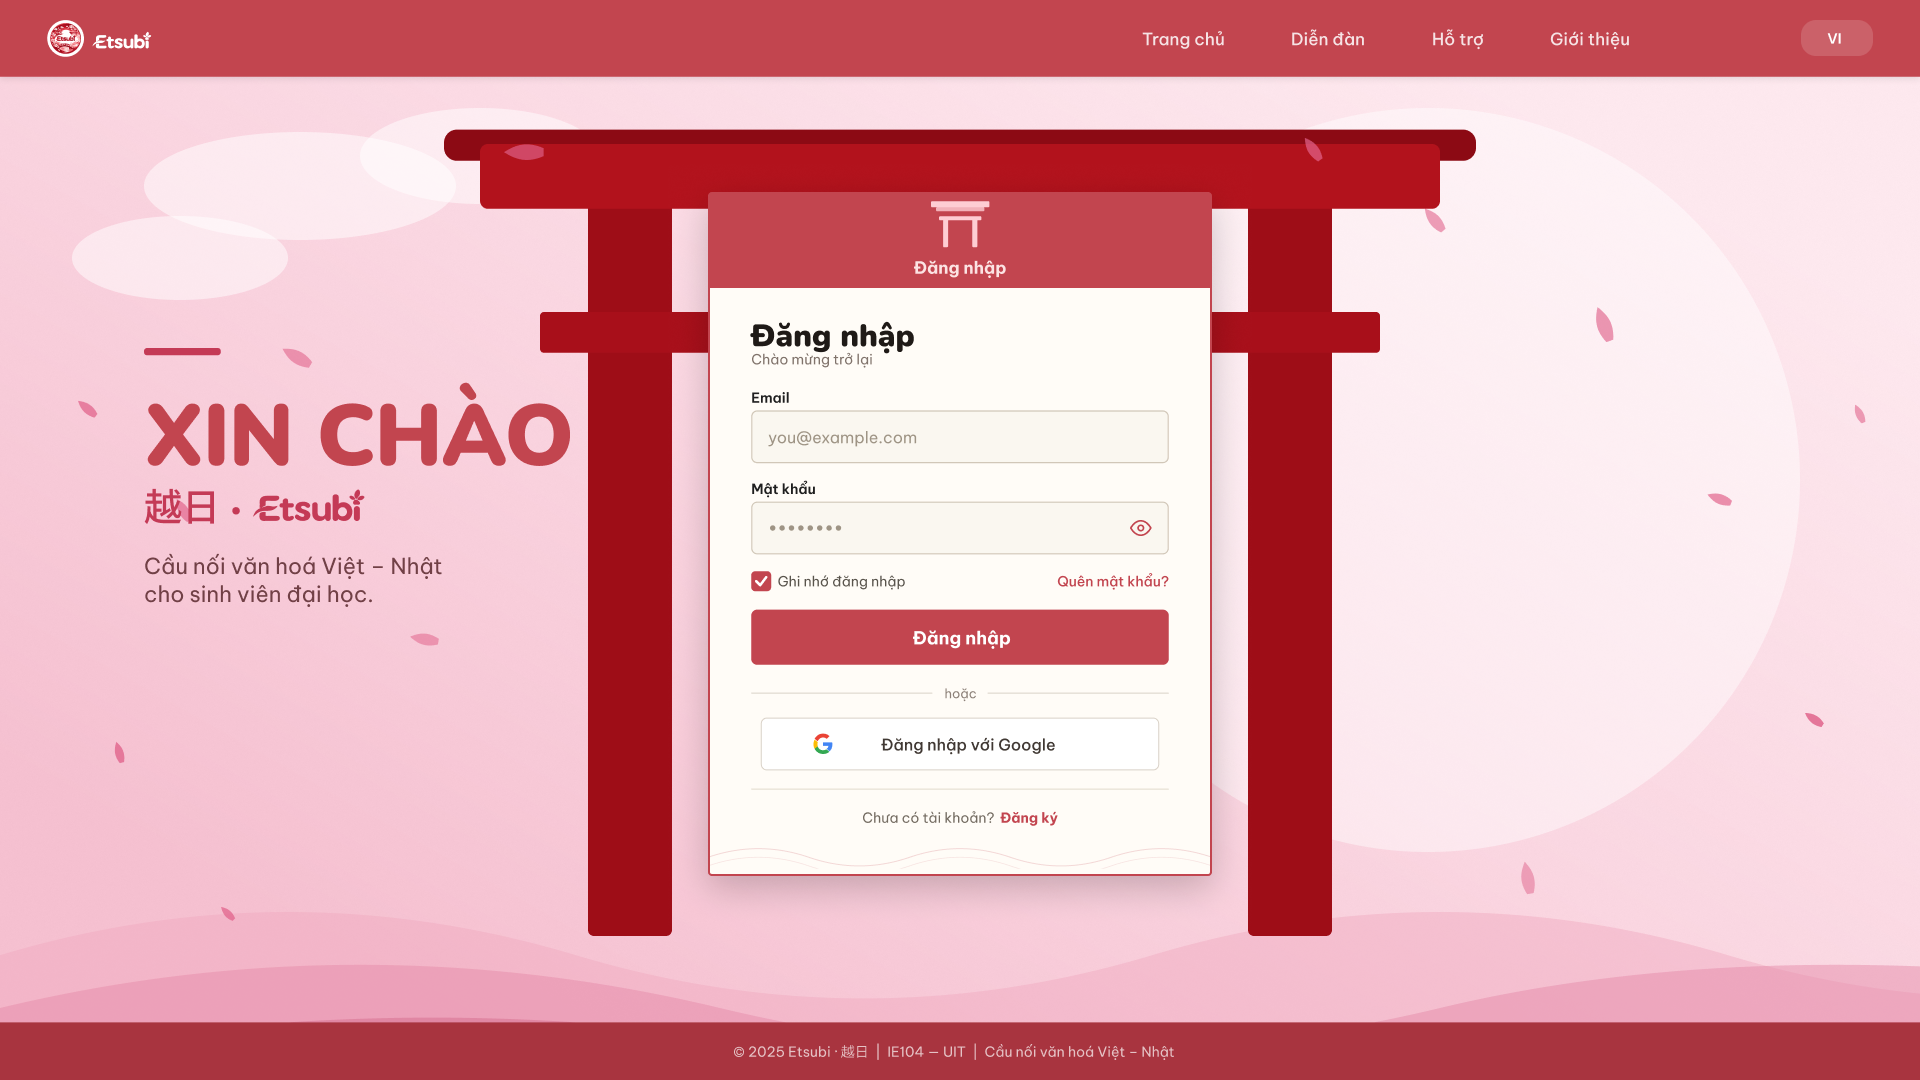 Etsubi
Trang chủ
Diễn đàn
Hỗ trợ
Giới thiệu
VI
Đăng nhập
XIN CHÀO
越日 · Etsubi
Cầu nối văn hoá Việt – Nhật
cho sinh viên đại học.
Đăng nhập
Chào mừng trở lại
Email
you@example.com
Mật khẩu
••••••••
Ghi nhớ đăng nhập
Quên mật khẩu?
Đăng nhập
hoặc
Đăng nhập với Google
Chưa có tài khoản? Đăng ký
© 2025 Etsubi · 越日 | IE104 — UIT | Cầu nối văn hoá Việt – Nhật